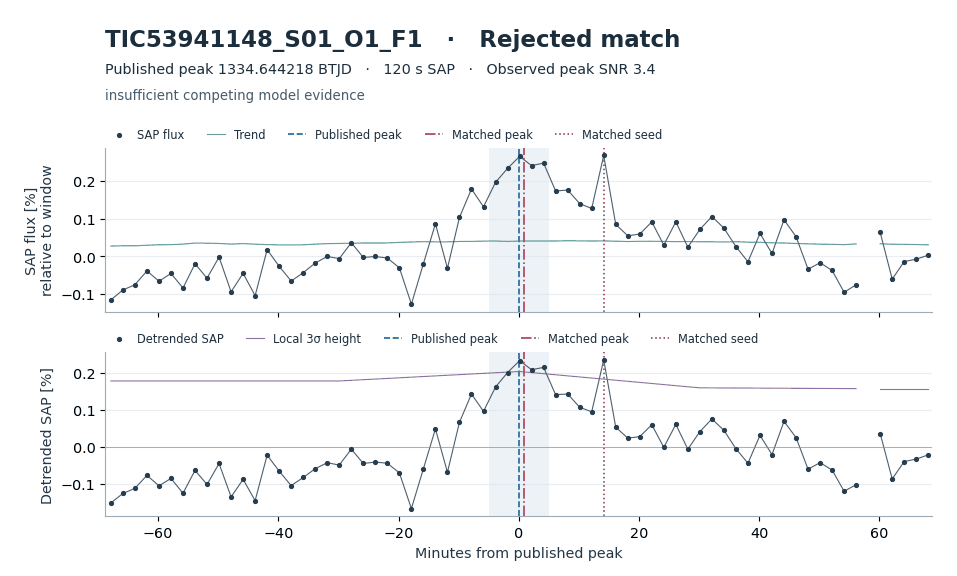 TIC53941148_S01_O1_F1 · Rejected match
Published peak 1334.644218 BTJD · 120 s SAP · Observed peak SNR 3.4
insufficient competing model evidence
SAP flux Trend Published peak Matched peak Matched seed
SAP flux [%]
relative to window
0.2
0.1
0.0
−0.1
Detrended SAP Local 3σ height Published peak Matched peak Matched seed
Detrended SAP [%]
0.2
0.1
0.0
−0.1
−60 −40 −20 0 20 40 60
Minutes from published peak